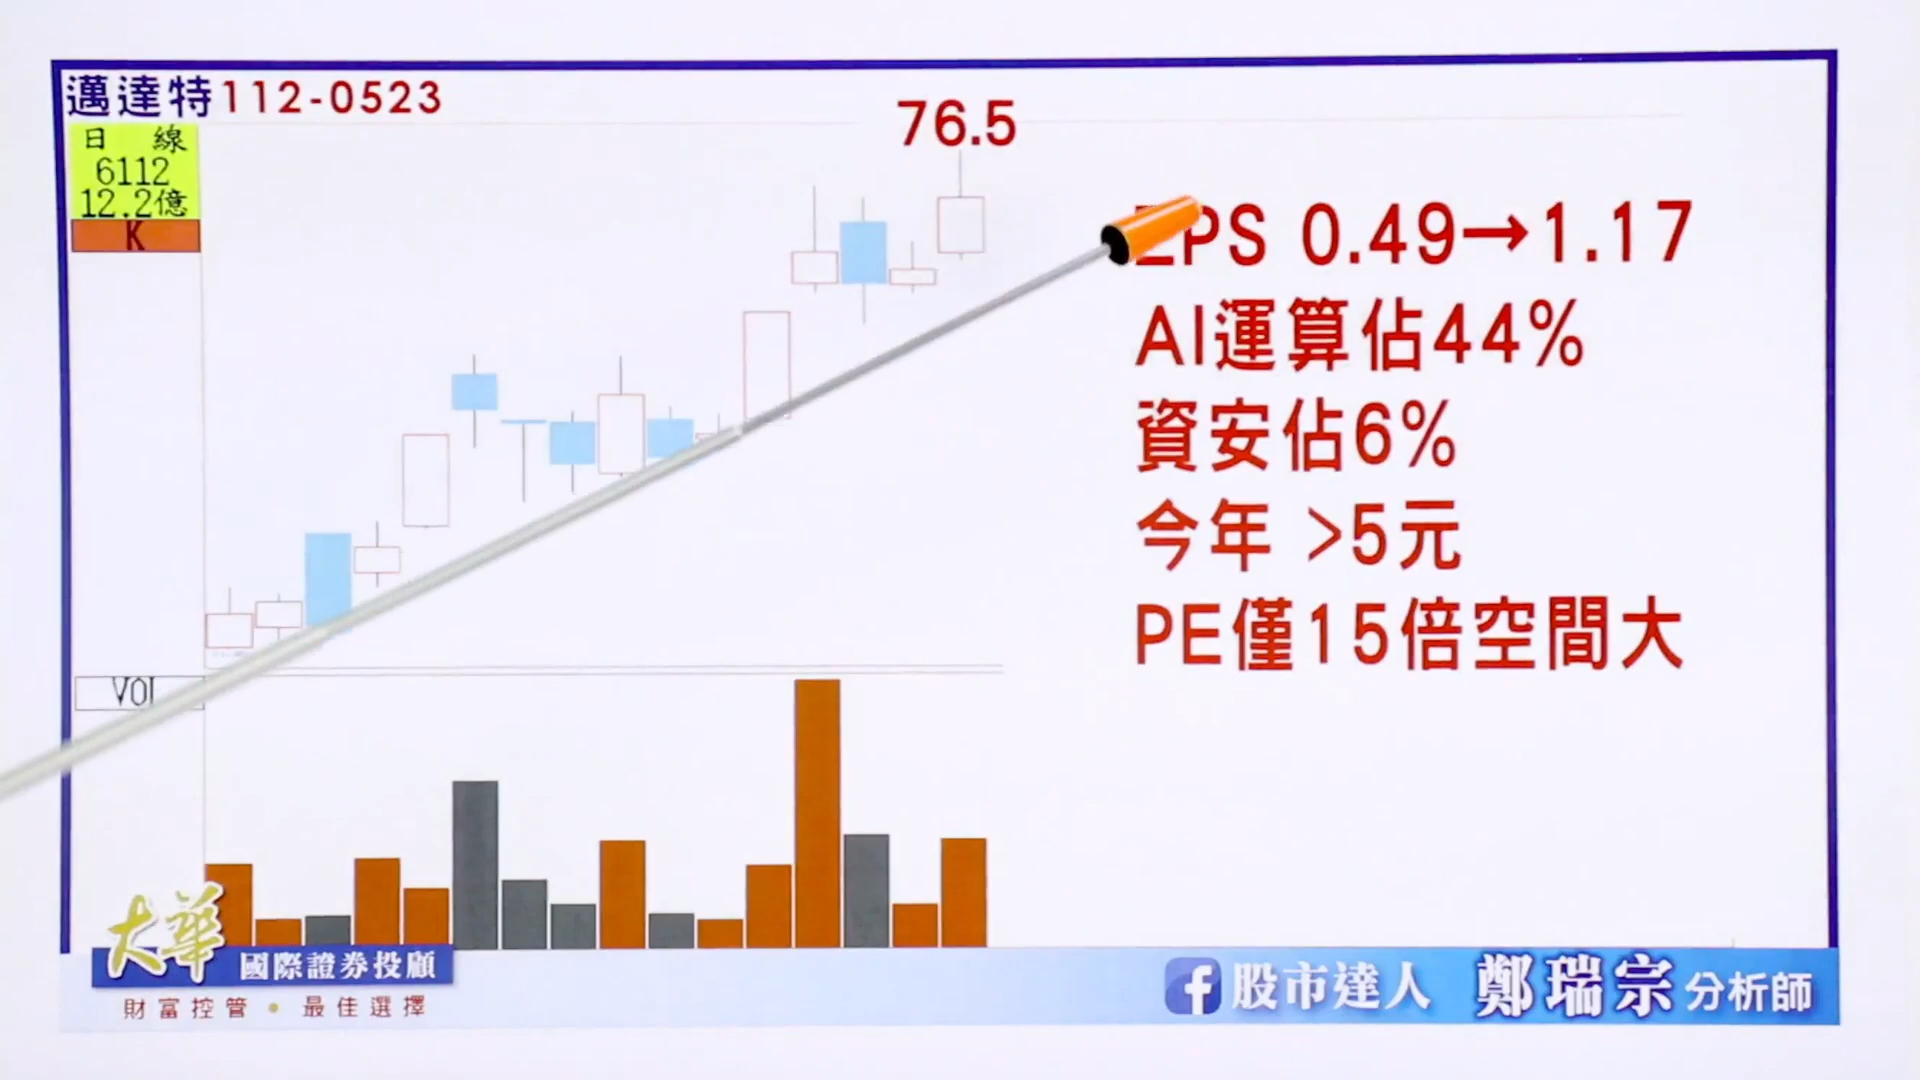 邁達特112-0523
日 線
6112
12.2億
K
76.5
EPS 0.49→1.17
AI運算佔44%
資安佔6%
今年 >5元
PE僅15倍空間大
VOL
大華
國際證券投顧
財富控管•最佳選擇
股市達人 鄭瑞宗 分析師